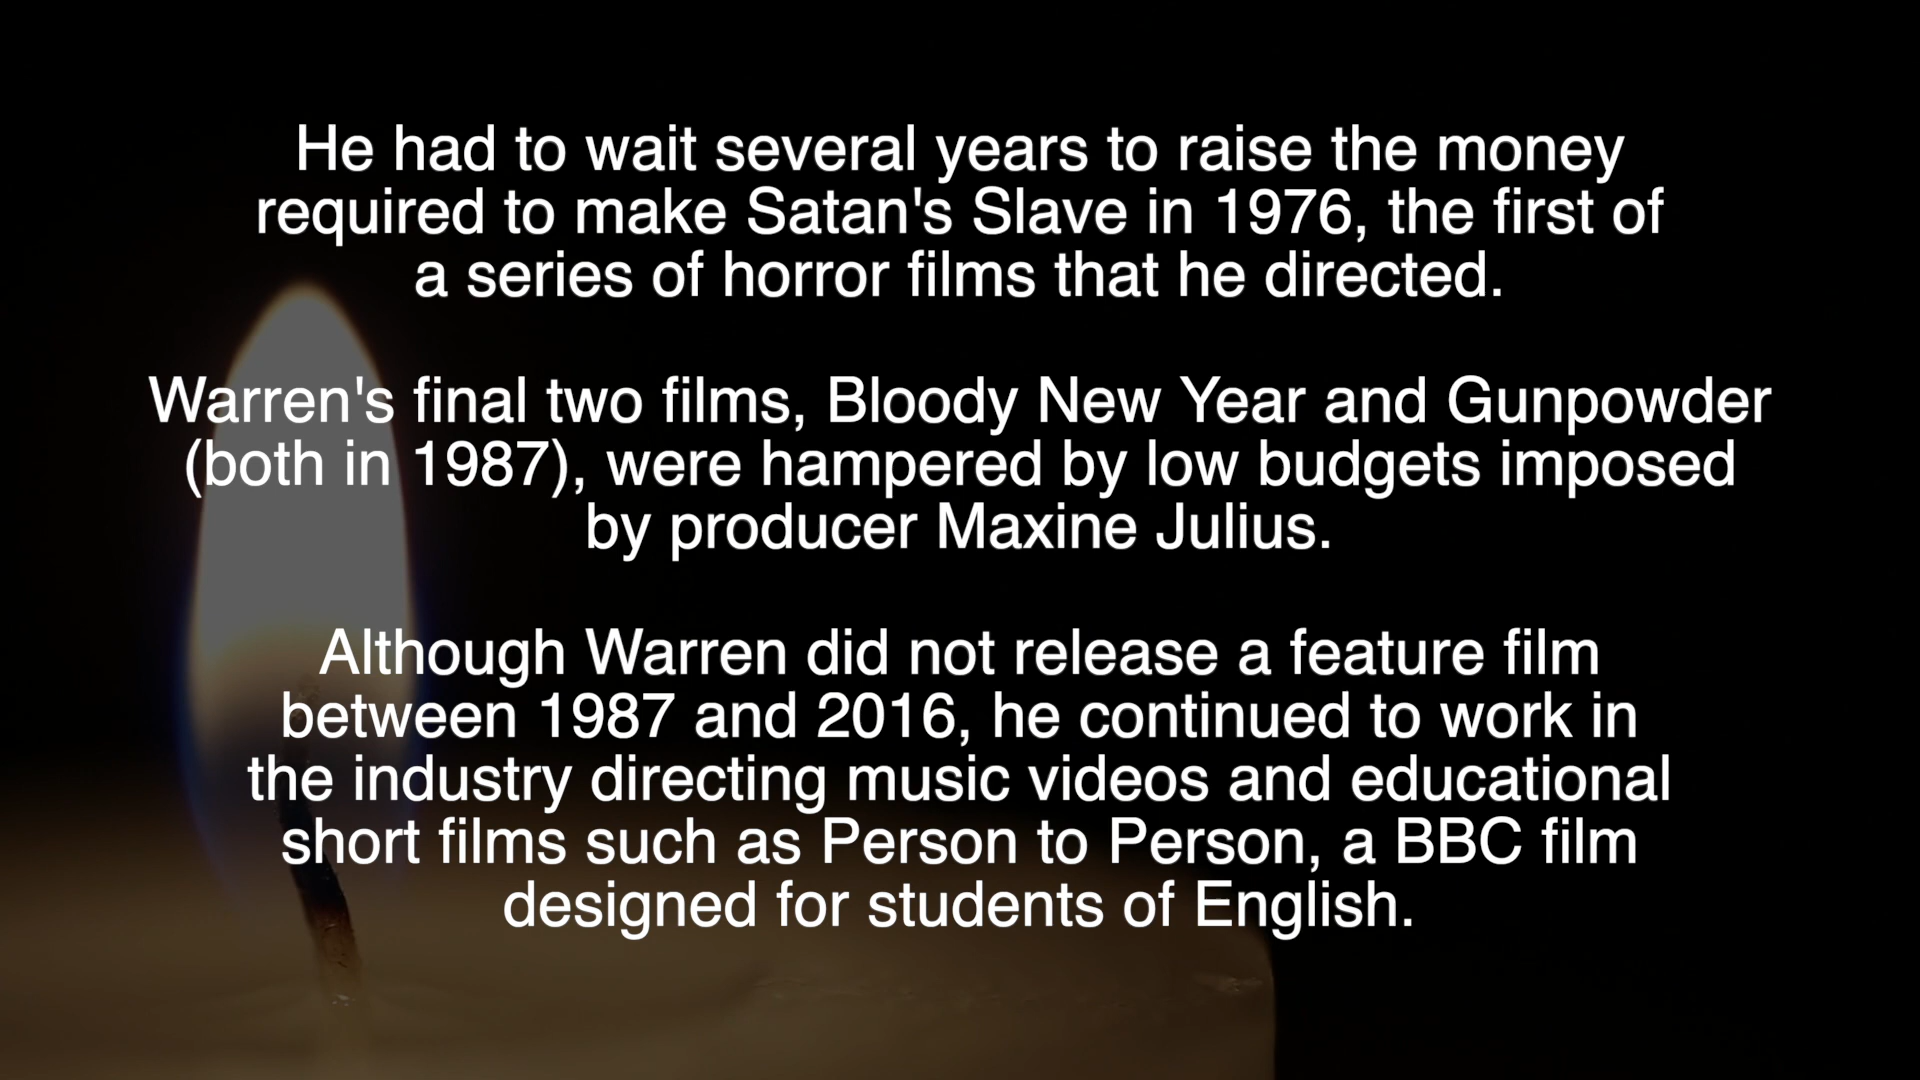 He had to wait several years to raise the money
required to make Satan's Slave in 1976, the first of
a series of horror films that he directed.
Warren's final two films, Bloody New Year and Gunpowder
(both in 1987), were hampered by low budgets imposed
by producer Maxine Julius.
Although Warren did not release a feature film
between 1987 and 2016, he continued to work in
the industry directing music videos and educational
short films such as Person to Person, a BBC film
designed for students of English.